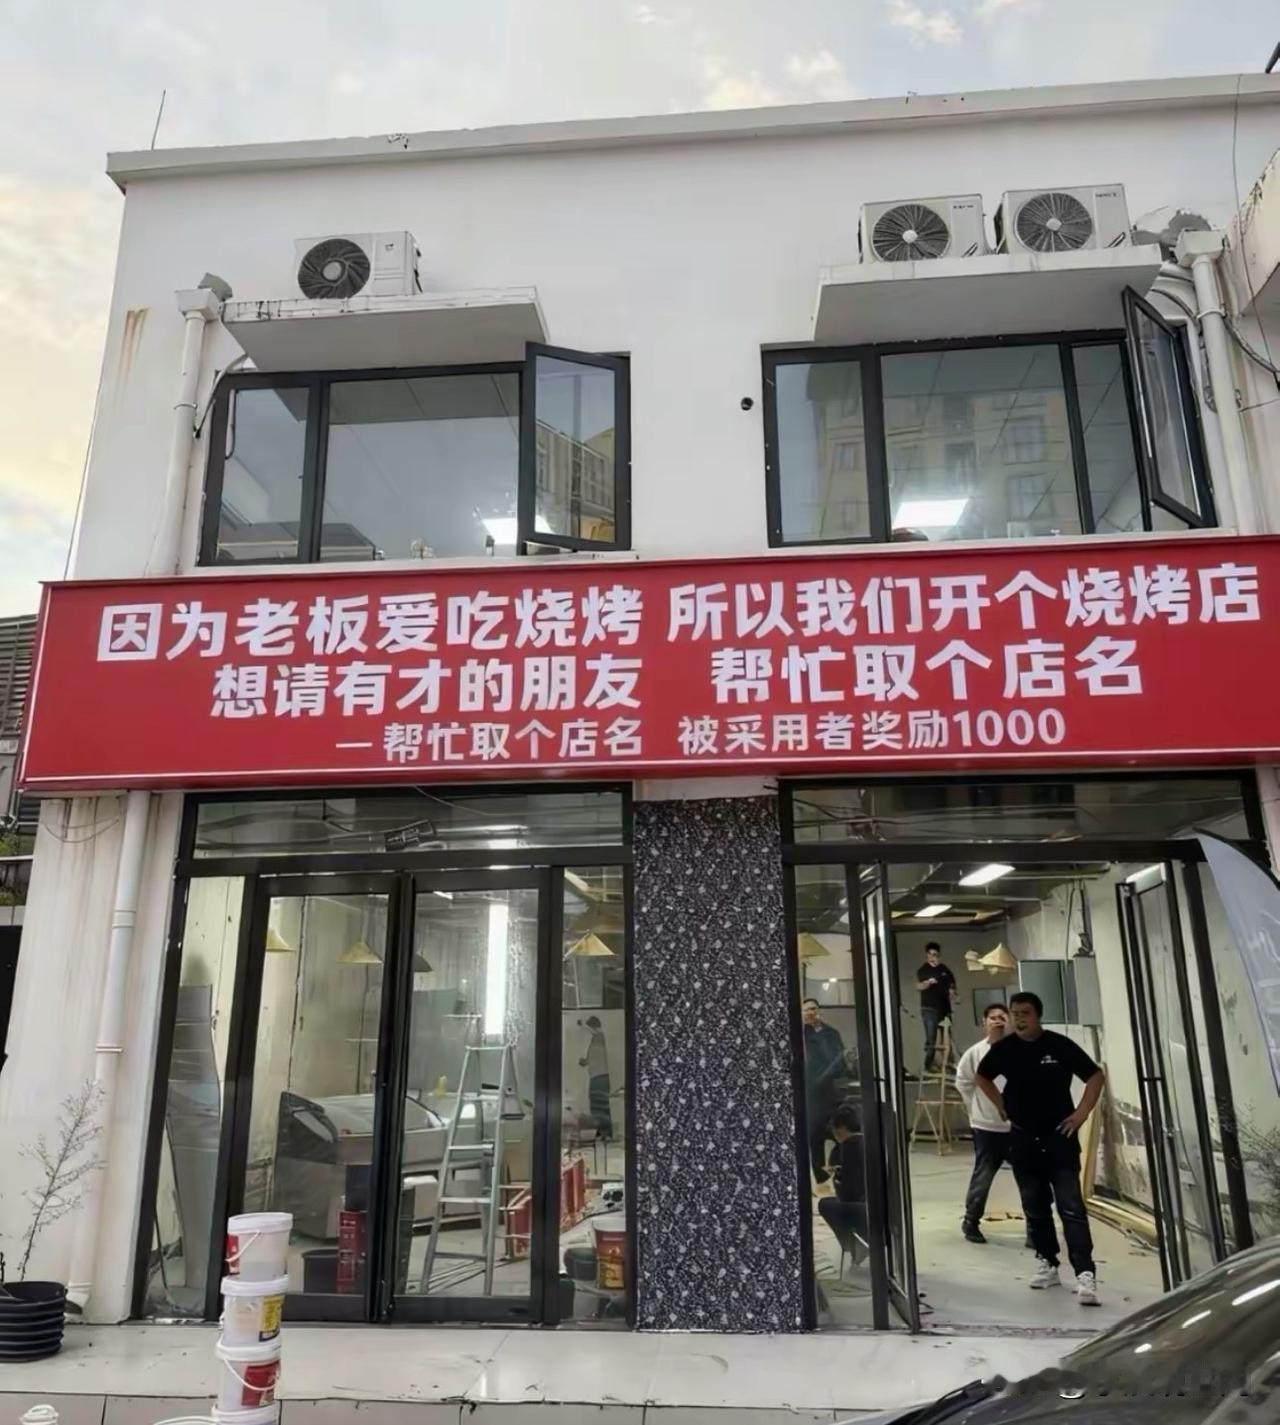 因为老板爱吃烧烤 所以我们开个烧烤店
想请有才的朋友 帮忙取个店名
—帮忙取个店名 被采用者奖励1000